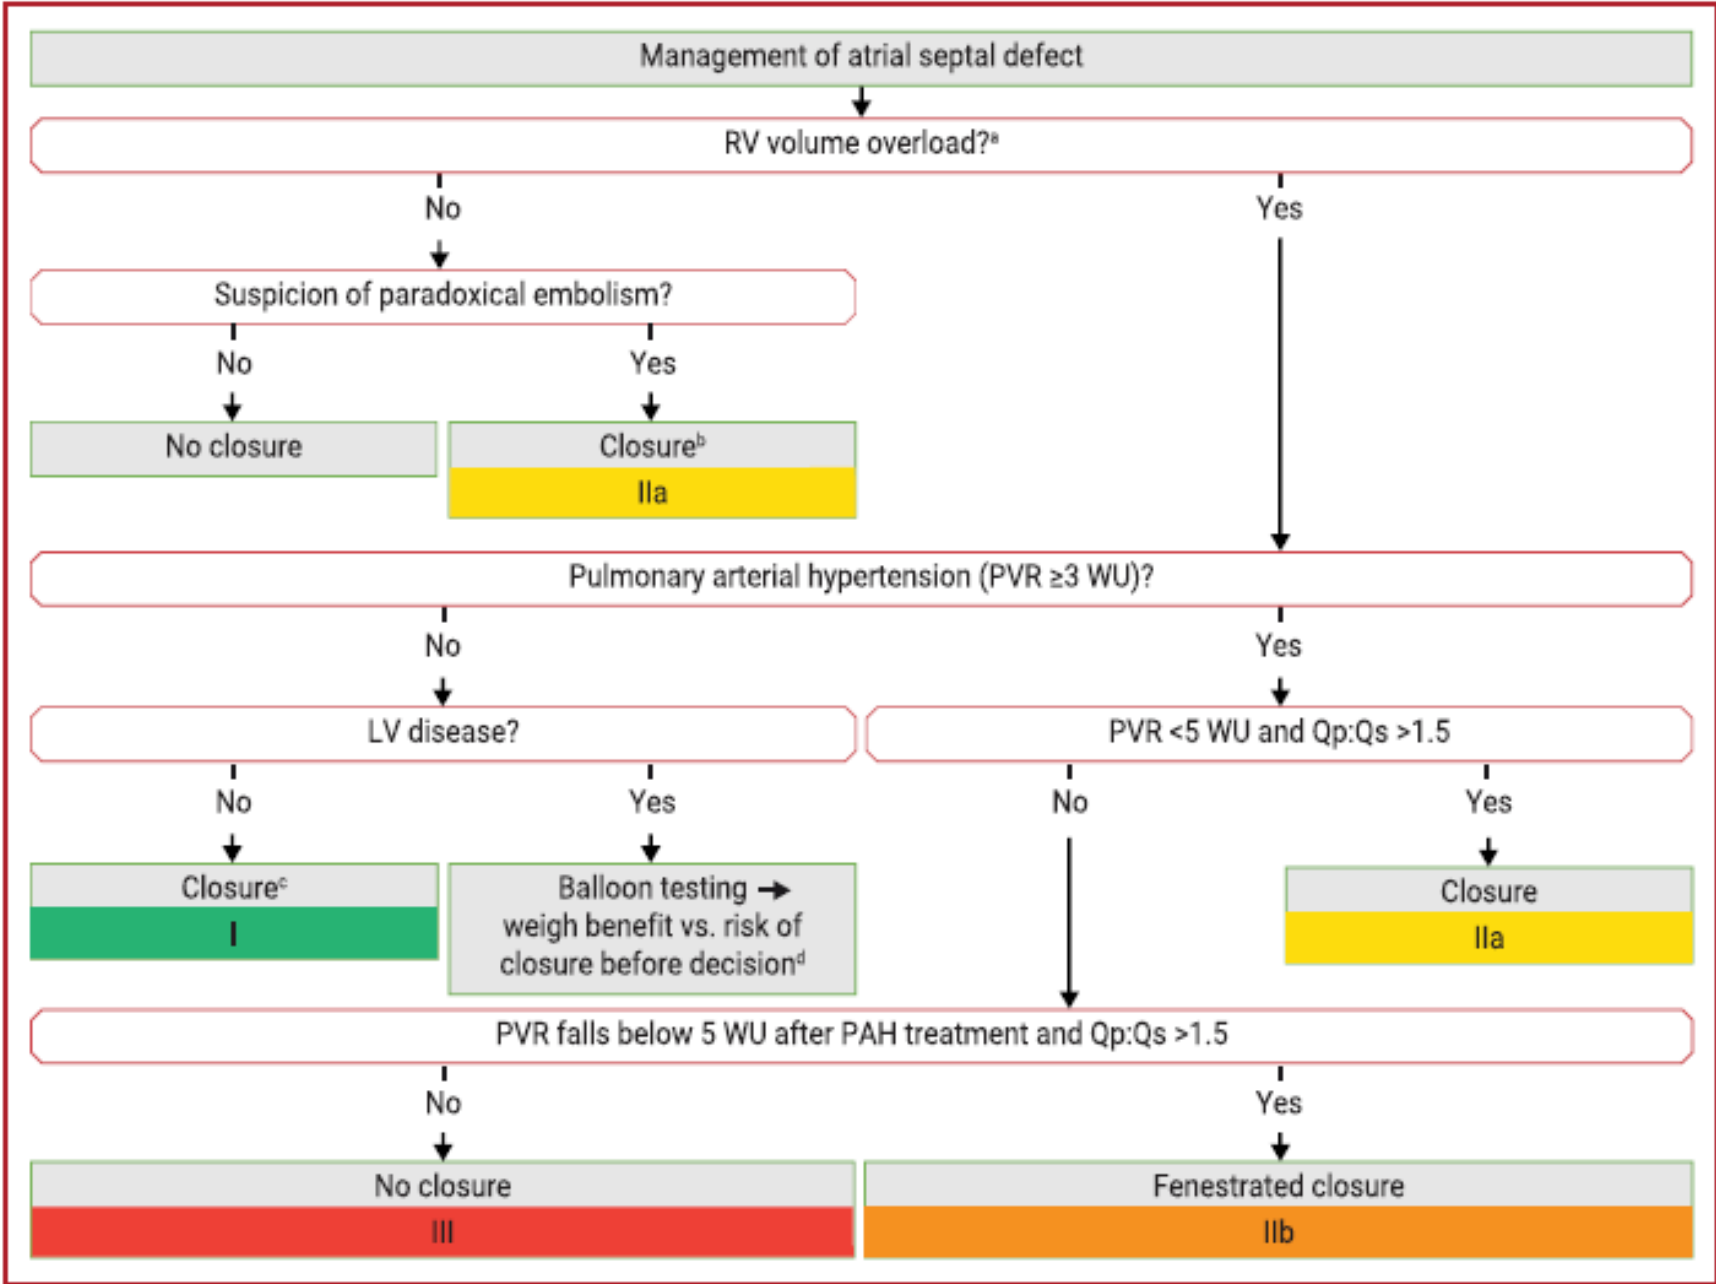 Management of atrial septal defect
RV volume overload?ᵃ
No
Yes
Suspicion of paradoxical embolism?
No
Yes
No closure
Closureᵇ
IIa
Pulmonary arterial hypertension (PVR ≥3 WU)?
No
Yes
LV disease?
PVR <5 WU and Qp:Qs >1.5
No
Yes
No
Yes
Closureᶜ
I
Balloon testing →
weigh benefit vs. risk of
closure before decisionᵈ
Closure
IIa
PVR falls below 5 WU after PAH treatment and Qp:Qs >1.5
No
Yes
No closure
III
Fenestrated closure
IIb